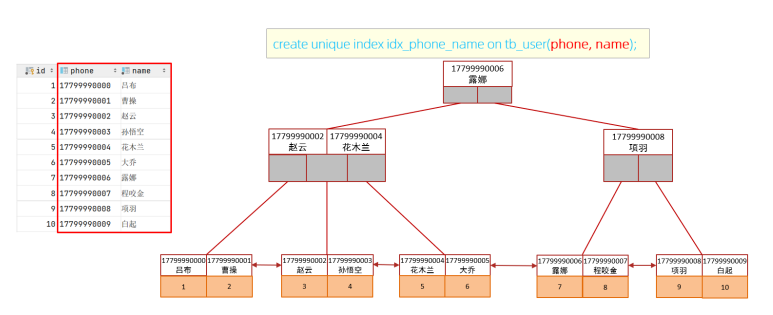 create unique index idx_phone_name on tb_user(phone, name);
id phone name
1 17799990000 吕布
2 17799990001 曹操
3 17799990002 赵云
4 17799990003 孙悟空
5 17799990004 花木兰
6 17799990005 大乔
7 17799990006 露娜
8 17799990007 程咬金
9 17799990008 项羽
10 17799990009 白起
17799990006
露娜
17799990002 17799990004
赵云 花木兰
17799990008
项羽
17799990000 17799990001 17799990002 17799990003 17799990004 17799990005 17799990006 17799990007 17799990008 17799990009
吕布 曹操 赵云 孙悟空 花木兰 大乔 露娜 程咬金 项羽 白起
1 2 3 4 5 6 7 8 9 10